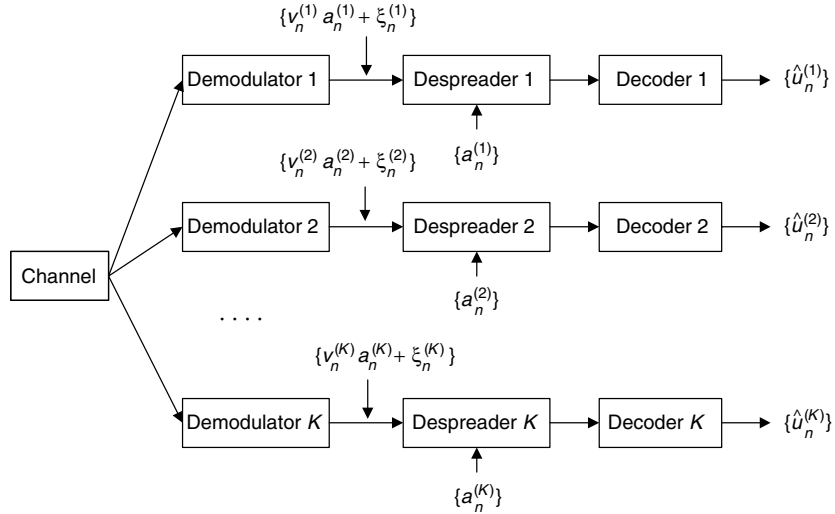 {v_n^(1) a_n^(1) + ξ_n^(1)}
Demodulator 1 Despreader 1 Decoder 1 {û_n^(1)}
{a_n^(1)}
{v_n^(2) a_n^(2) + ξ_n^(2)}
Demodulator 2 Despreader 2 Decoder 2 {û_n^(2)}
Channel
{a_n^(2)}
. . . .
{v_n^(K) a_n^(K) + ξ_n^(K)}
Demodulator K Despreader K Decoder K {û_n^(K)}
{a_n^(K)}